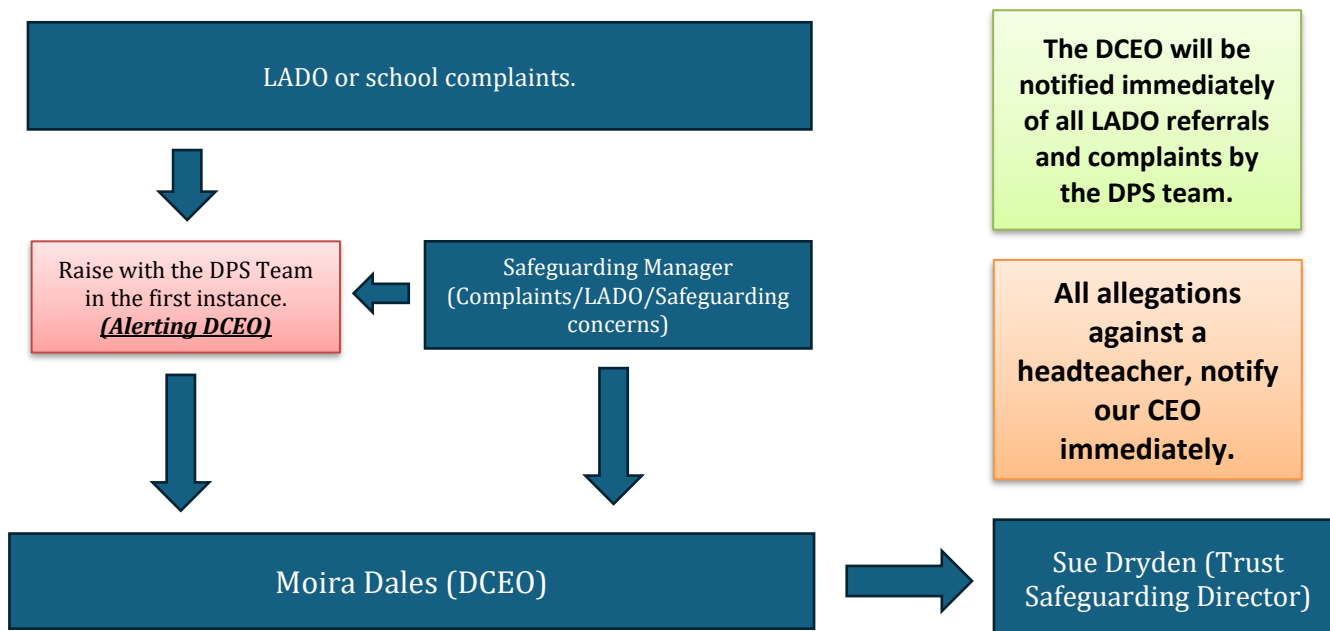 LADO or school complaints.
The DCEO will be
notified immediately
of all LADO referrals
and complaints by
the DPS team.
Raise with the DPS Team
in the first instance.
(Alerting DCEO)
Safeguarding Manager
(Complaints/LADO/Safeguarding
concerns)
All allegations
against a
headteacher, notify
our CEO
immediately.
Moira Dales (DCEO)
Sue Dryden (Trust
Safeguarding Director)